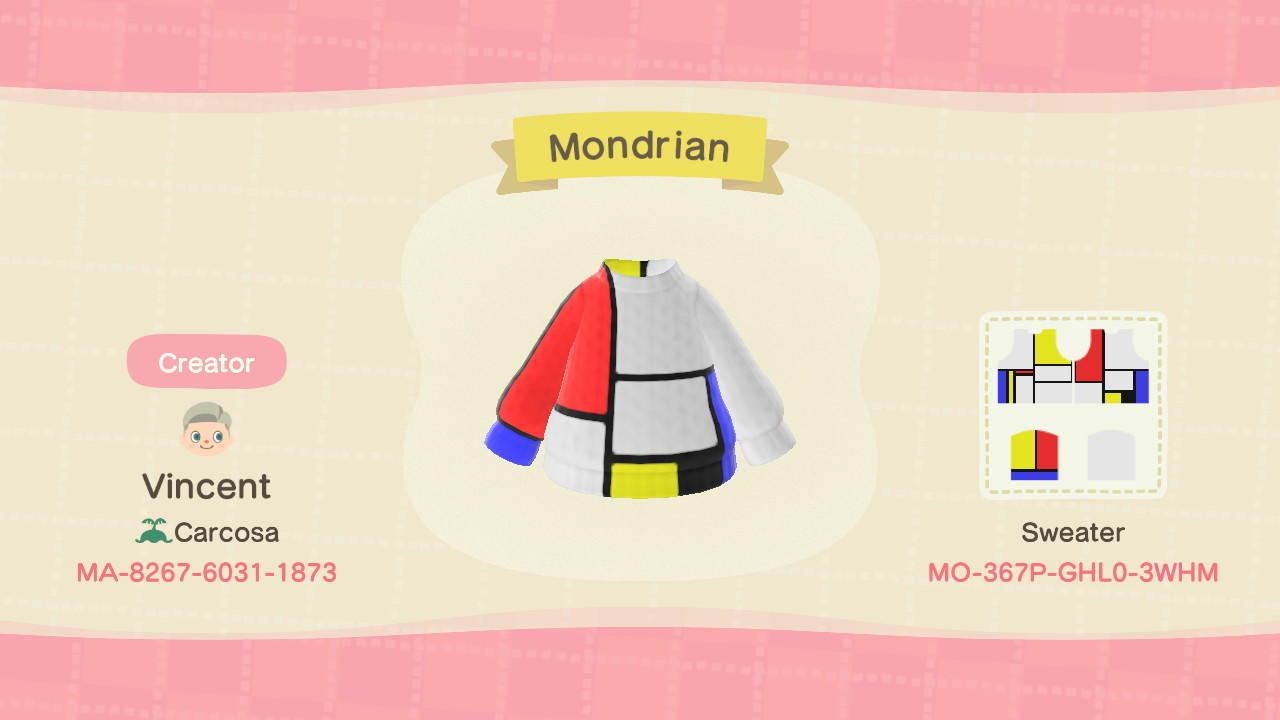 Mondrian
Creator
Vincent
Carcosa
MA-8267-6031-1873
Sweater
MO-367P-GHL0-3WHM